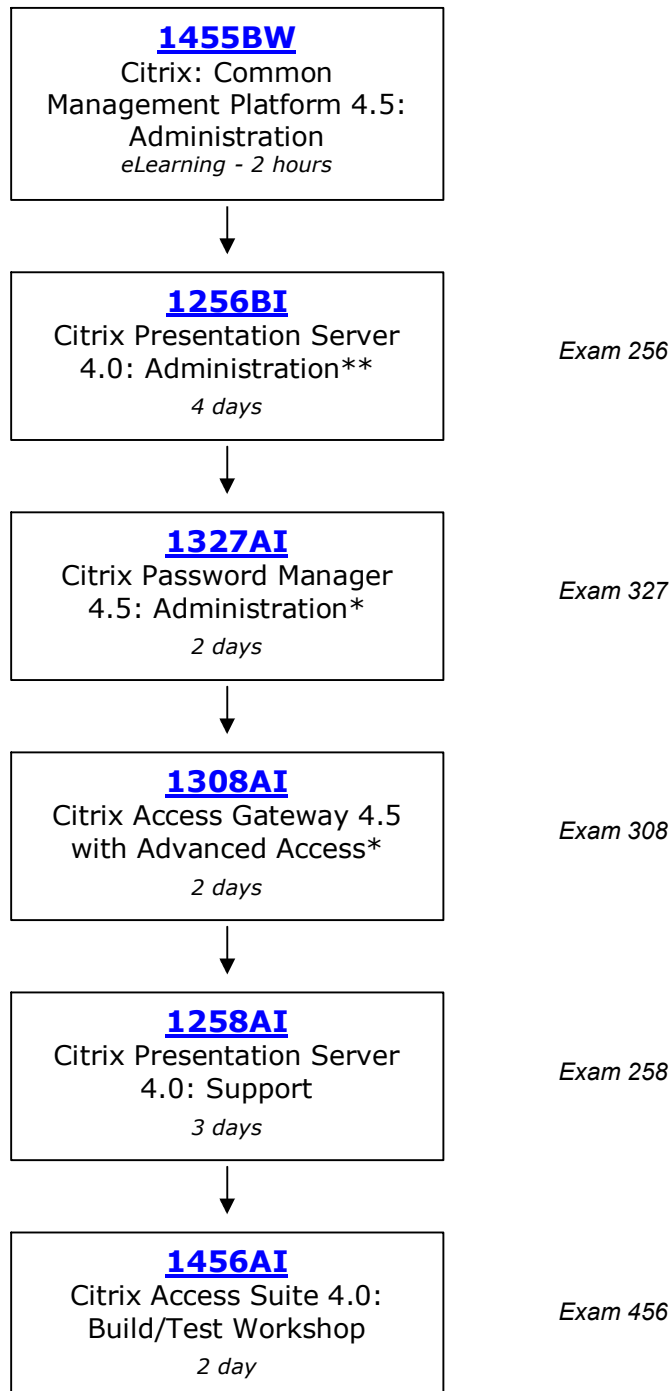 1455BW
Citrix: Common
Management Platform 4.5:
Administration
eLearning - 2 hours
1256BI
Citrix Presentation Server
4.0: Administration**
4 days
Exam 256
1327AI
Citrix Password Manager
4.5: Administration*
2 days
Exam 327
1308AI
Citrix Access Gateway 4.5
with Advanced Access*
2 days
Exam 308
1258AI
Citrix Presentation Server
4.0: Support
3 days
Exam 258
1456AI
Citrix Access Suite 4.0:
Build/Test Workshop
2 day
Exam 456